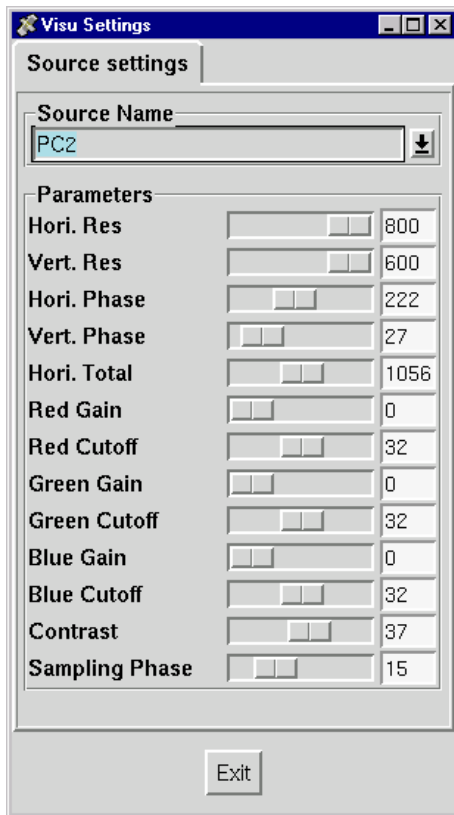 Visu Settings
Source settings
Source Name
PC2
Parameters
Hori. Res 800
Vert. Res 600
Hori. Phase 222
Vert. Phase 27
Hori. Total 1056
Red Gain 0
Red Cutoff 32
Green Gain 0
Green Cutoff 32
Blue Gain 0
Blue Cutoff 32
Contrast 37
Sampling Phase 15
Exit